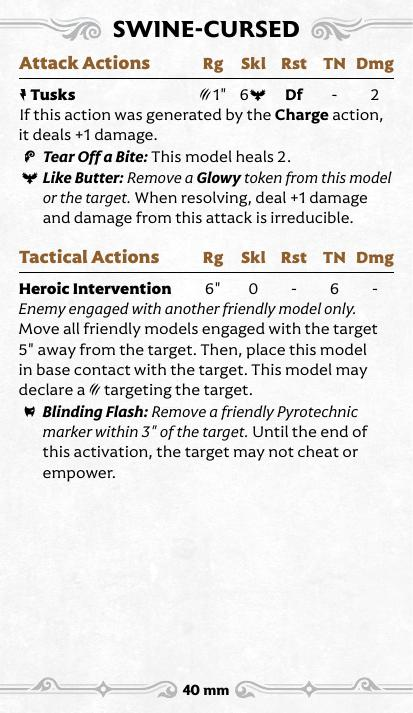 SWINE-CURSED
Attack Actions Rg Skl Rst TN Dmg
Tusks 1" 6 Df - 2
If this action was generated by the Charge action,
it deals +1 damage.
Tear Off a Bite: This model heals 2.
Like Butter: Remove a Glowy token from this model
or the target. When resolving, deal +1 damage
and damage from this attack is irreducible.
Tactical Actions Rg Skl Rst TN Dmg
Heroic Intervention 6" 0 - 6 -
Enemy engaged with another friendly model only.
Move all friendly models engaged with the target
5" away from the target. Then, place this model
in base contact with the target. This model may
declare a targeting the target.
Blinding Flash: Remove a friendly Pyrotechnic
marker within 3" of the target. Until the end of
this activation, the target may not cheat or
empower.
40 mm